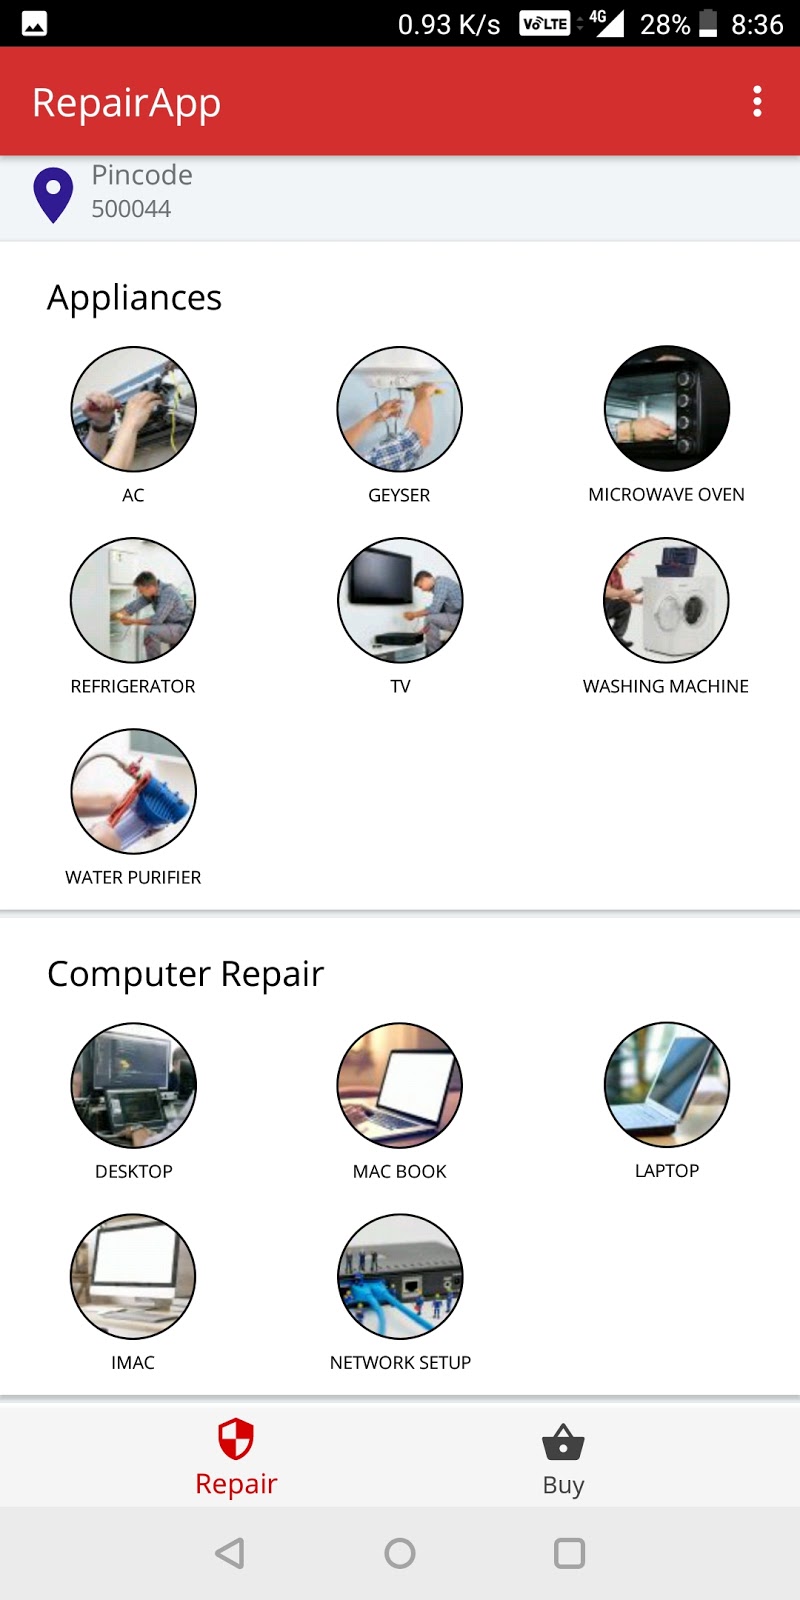 0.93 K/s VoLTE 4G 28% 8:36
RepairApp
Pincode
500044
Appliances
AC
GEYSER
MICROWAVE OVEN
REFRIGERATOR
TV
WASHING MACHINE
WATER PURIFIER
Computer Repair
DESKTOP
MAC BOOK
LAPTOP
IMAC
NETWORK SETUP
Repair
Buy